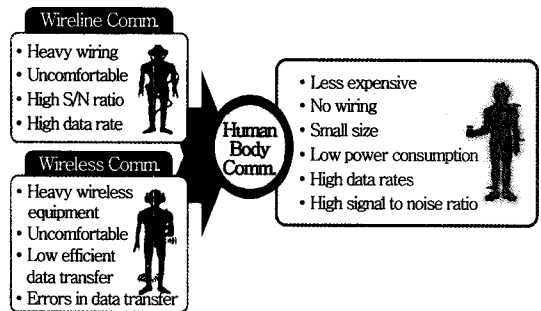 Wireline Comm.
• Heavy wiring
• Uncomfortable
• High S/N ratio
• High data rate
Wireless Comm.
• Heavy wireless
equipment
• Uncomfortable
• Low efficient
data transfer
• Errors in data transfer
Human
Body
Comm.
• Less expensive
• No wiring
• Small size
• Low power consumption
• High data rates
• High signal to noise ratio